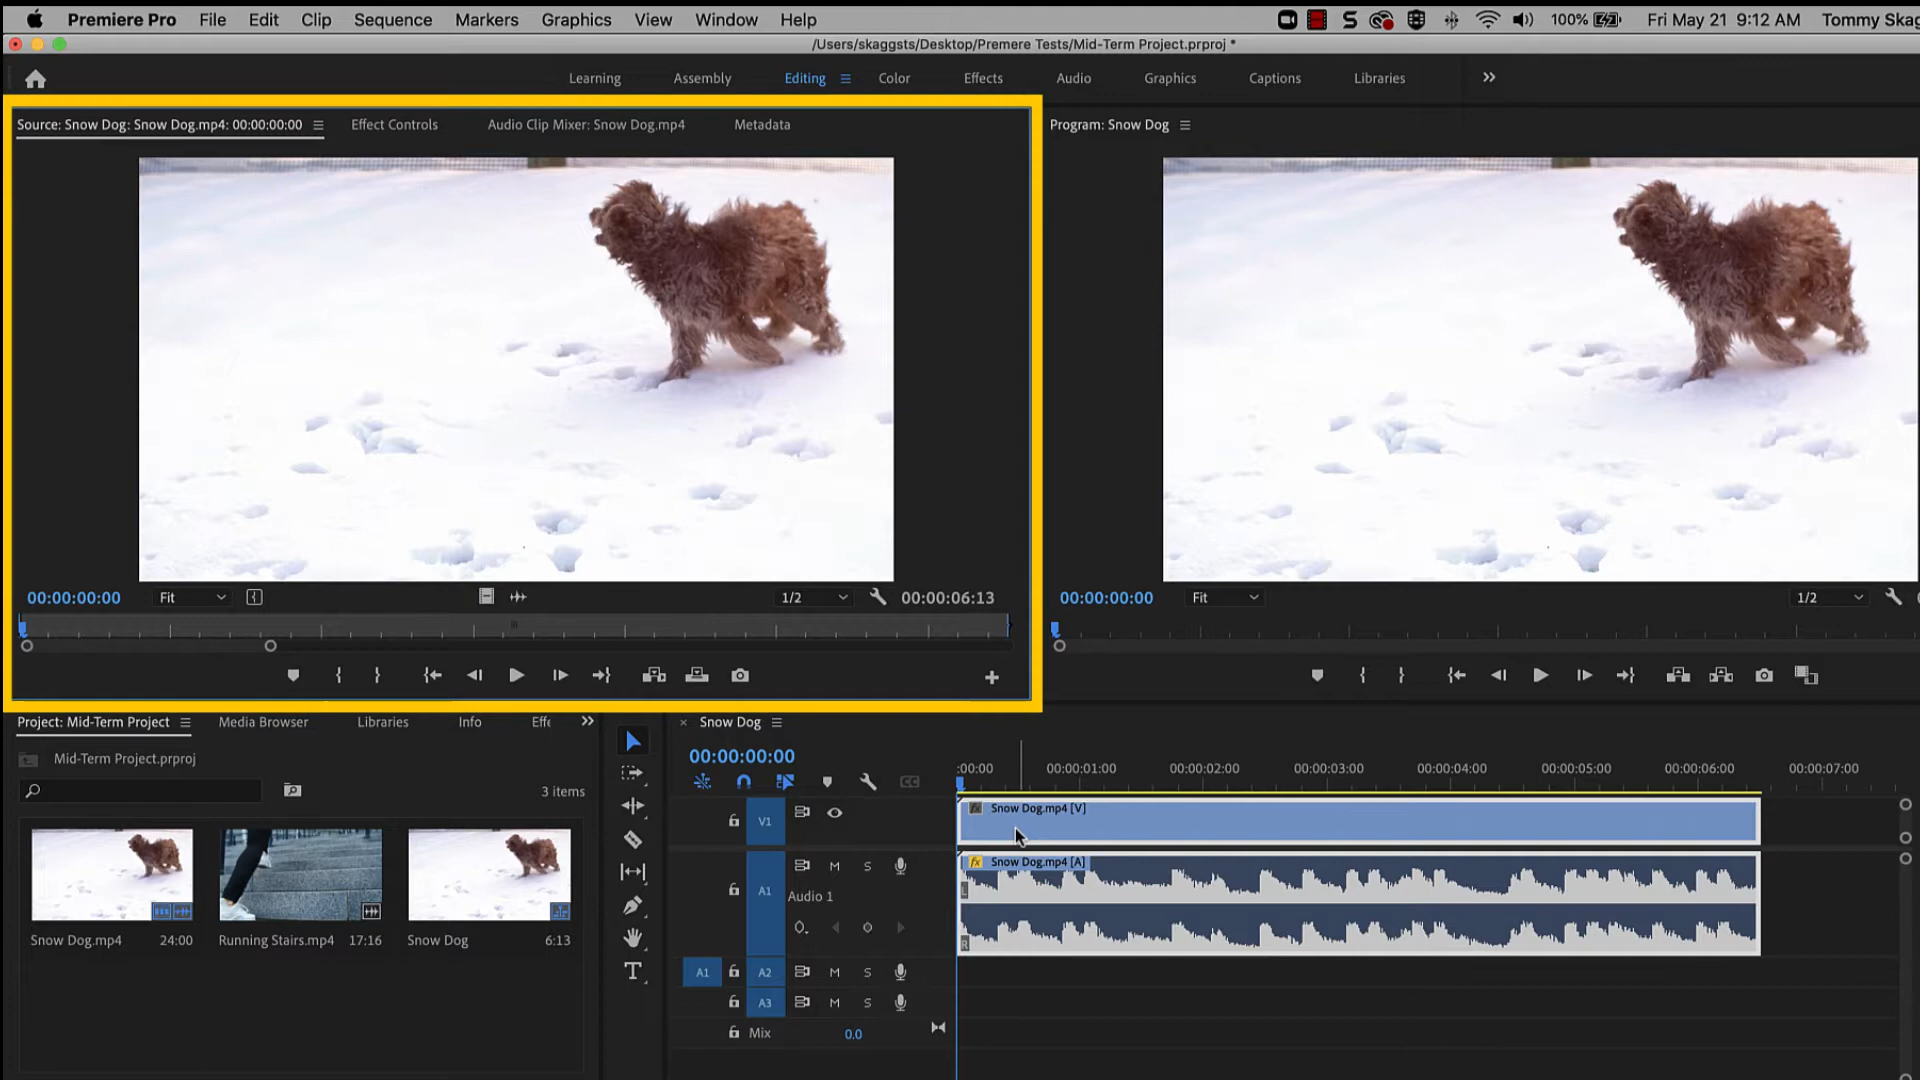 Premiere Pro File Edit Clip Sequence Markers Graphics View Window Help 100% Fri May 21 9:12 AM Tommy Skag
/Users/skaggsts/Desktop/Premere Tests/Mid-Term Project.prproj *
Learning Assembly Editing Color Effects Audio Graphics Captions Libraries
Source: Snow Dog: Snow Dog.mp4: 00:00:00:00 Effect Controls Audio Clip Mixer: Snow Dog.mp4 Metadata
Program: Snow Dog
00:00:00:00 Fit 1/2 00:00:06:13
00:00:00:00 Fit 1/2
Project: Mid-Term Project Media Browser Libraries Info Effe
Mid-Term Project.prproj
3 items
Snow Dog.mp4 24:00
Running Stairs.mp4 17:16
Snow Dog 6:13
Snow Dog
00:00:00:00
:00:00 00:00:01:00 00:00:02:00 00:00:03:00 00:00:04:00 00:00:05:00 00:00:06:00 00:00:07:00
V1
fx Snow Dog.mp4 [V]
A1 M S
Audio 1
fx Snow Dog.mp4 [A]
L
R
A1 A2 M S
A3 M S
Mix 0.0